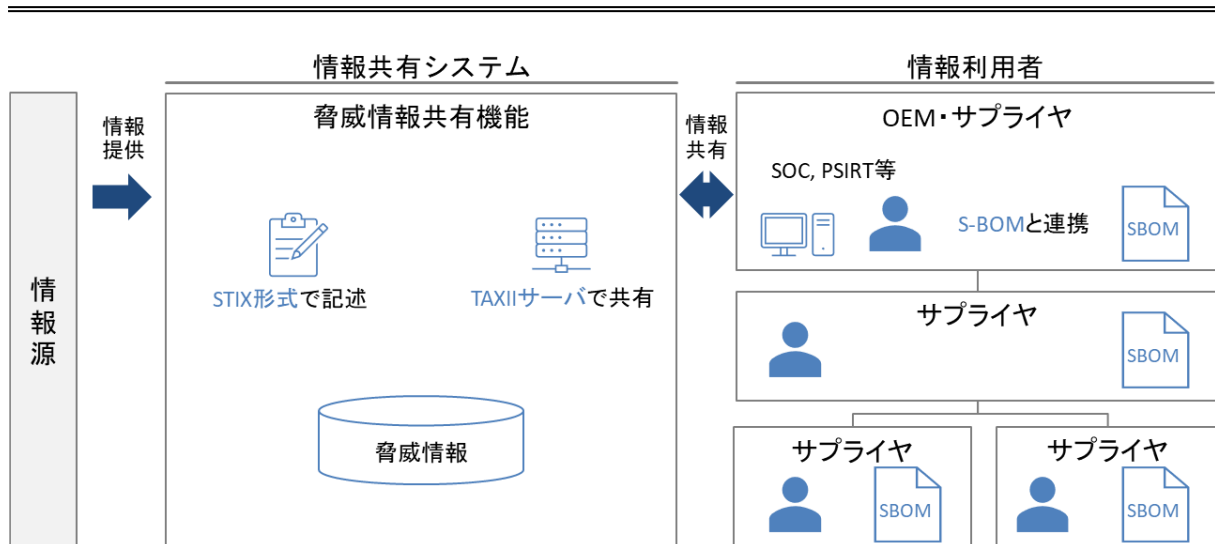 情報共有システム
情報利用者
情報源
情報
提供
脅威情報共有機能
STIX形式で記述
TAXIIサーバで共有
脅威情報
情報
共有
OEM・サプライヤ
SOC, PSIRT等
S-BOMと連携
SBOM
サプライヤ
SBOM
サプライヤ
SBOM
サプライヤ
SBOM